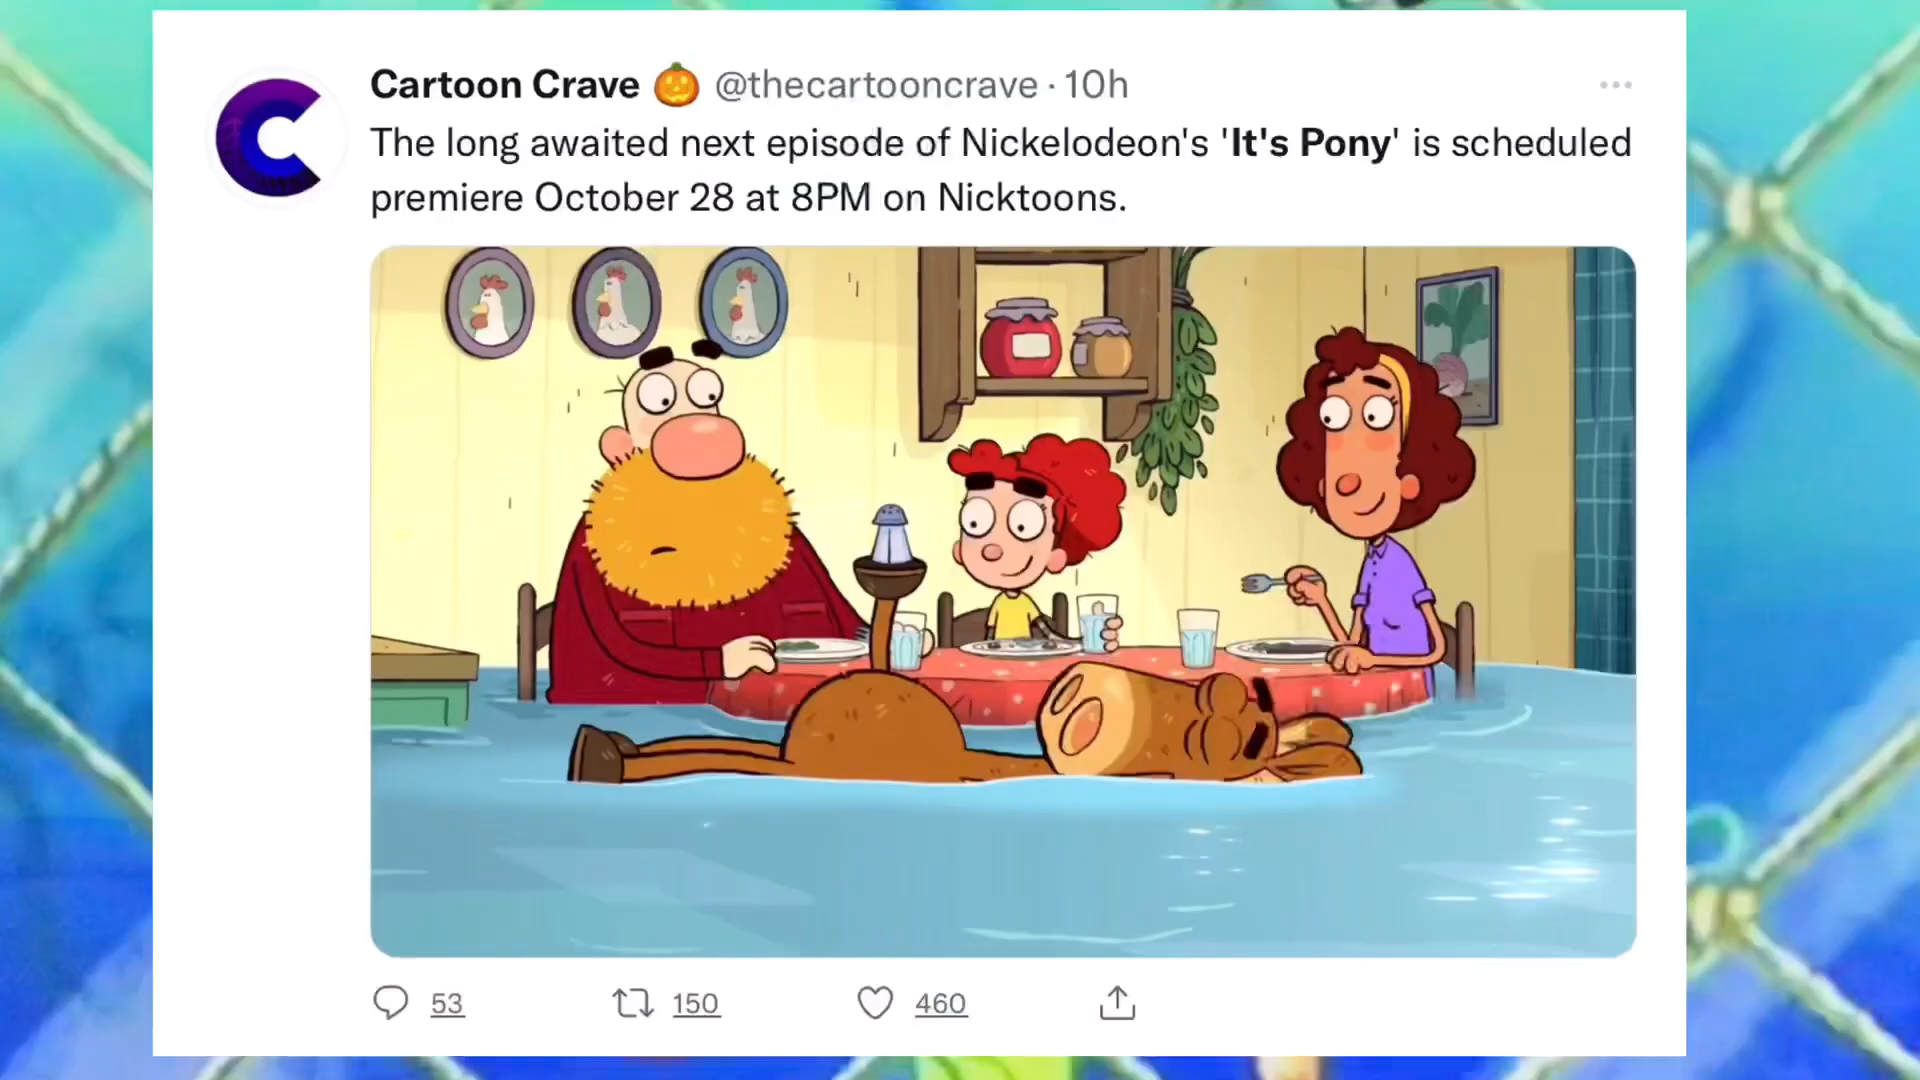 Cartoon Crave 🎃 @thecartooncrave · 10h
The long awaited next episode of Nickelodeon's 'It's Pony' is scheduled
premiere October 28 at 8PM on Nicktoons.
53 150 460